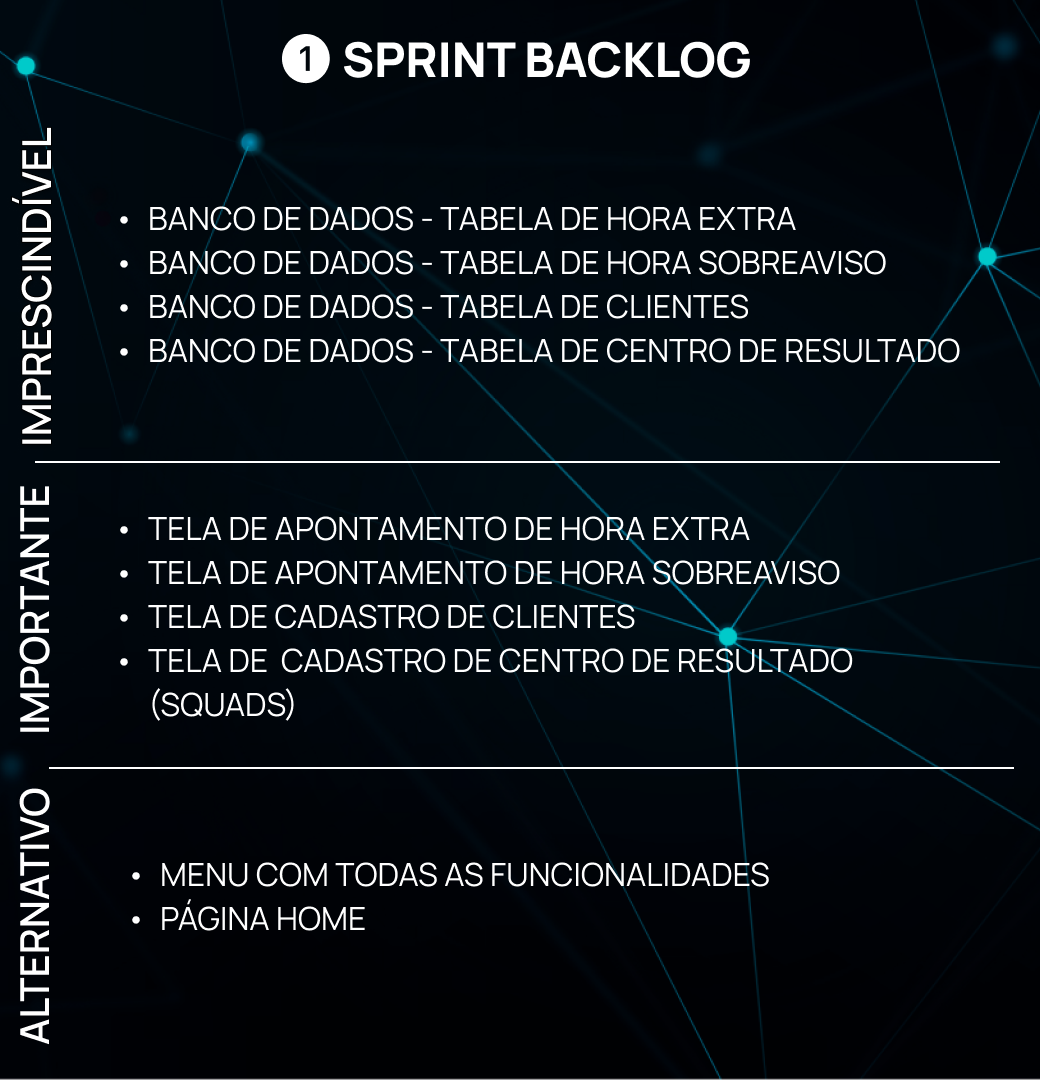 1 SPRINT BACKLOG
IMPRESCINDÍVEL
• BANCO DE DADOS - TABELA DE HORA EXTRA
• BANCO DE DADOS - TABELA DE HORA SOBREAVISO
• BANCO DE DADOS - TABELA DE CLIENTES
• BANCO DE DADOS - TABELA DE CENTRO DE RESULTADO
IMPORTANTE
• TELA DE APONTAMENTO DE HORA EXTRA
• TELA DE APONTAMENTO DE HORA SOBREAVISO
• TELA DE CADASTRO DE CLIENTES
• TELA DE  CADASTRO DE CENTRO DE RESULTADO
(SQUADS)
ALTERNATIVO
• MENU COM TODAS AS FUNCIONALIDADES
• PÁGINA HOME